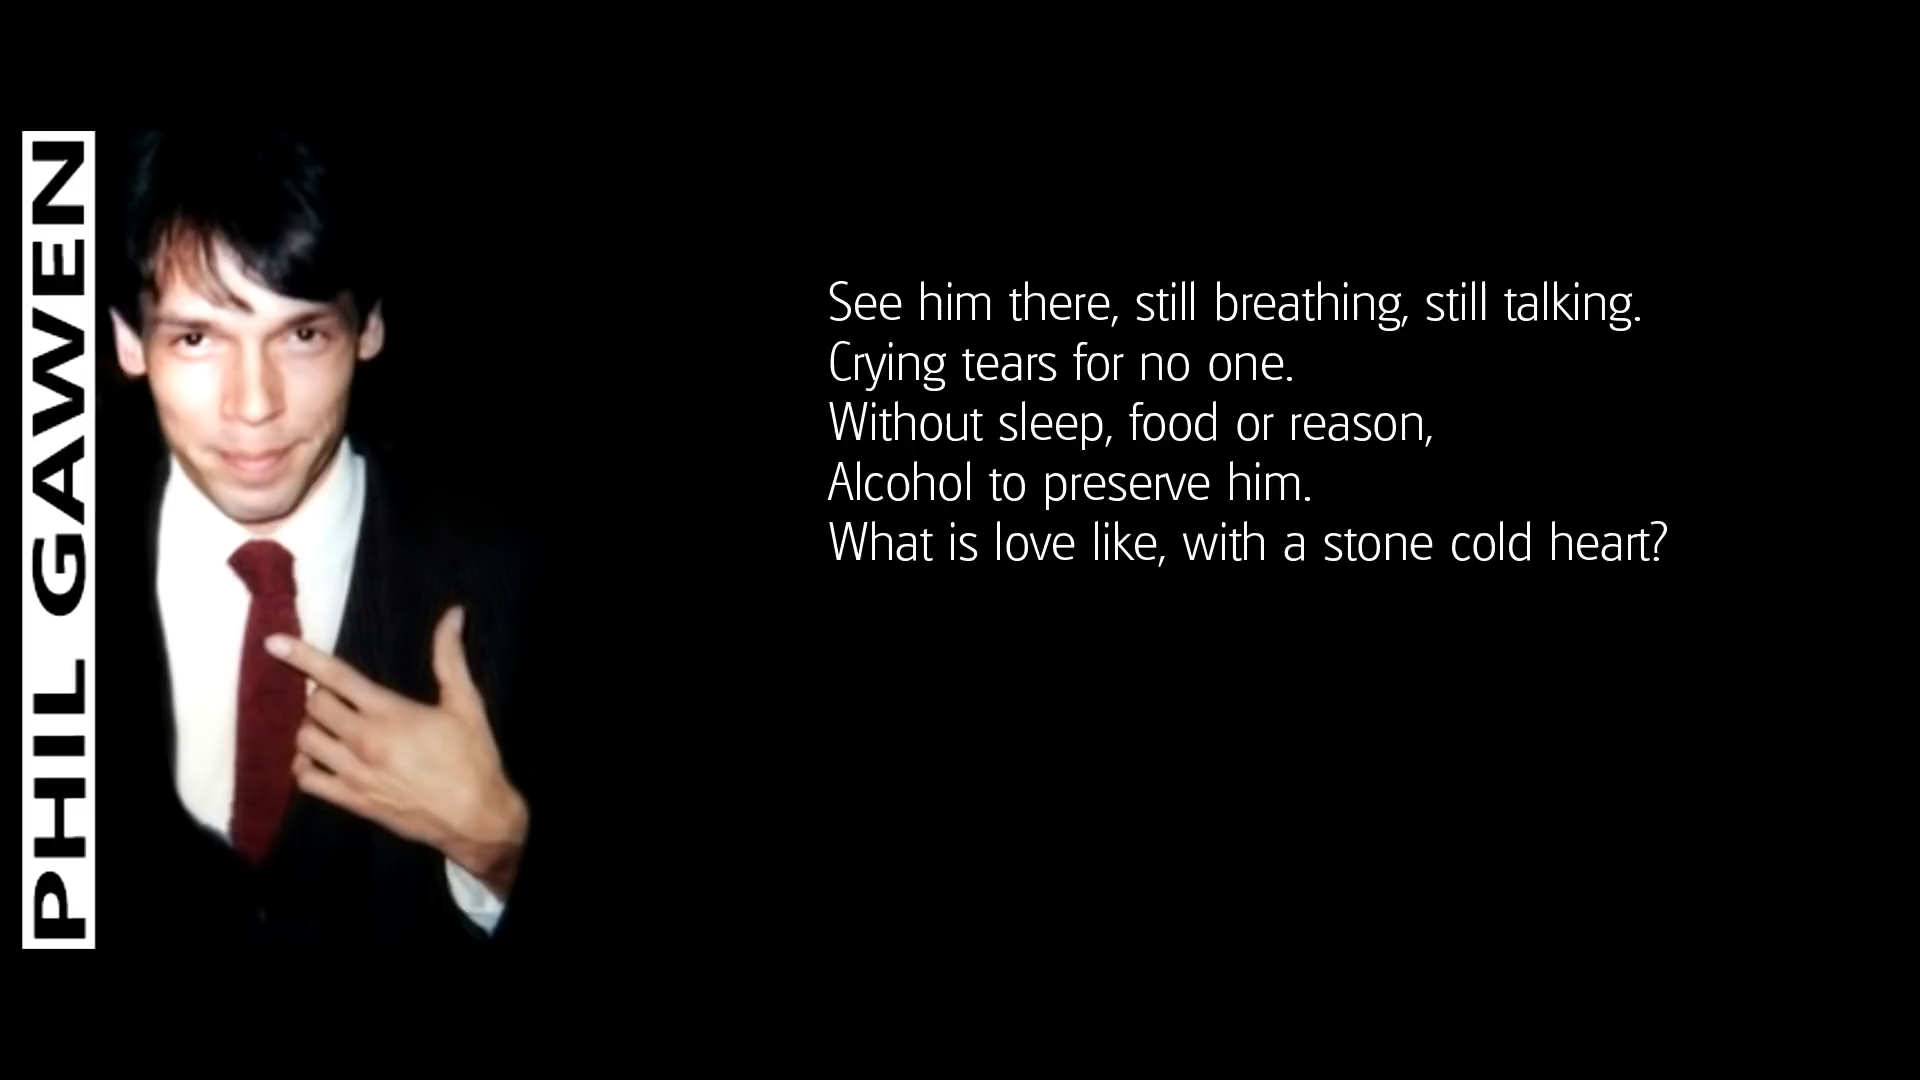 PHIL GAWEN
See him there, still breathing, still talking.
Crying tears for no one.
Without sleep, food or reason,
Alcohol to preserve him.
What is love like, with a stone cold heart?